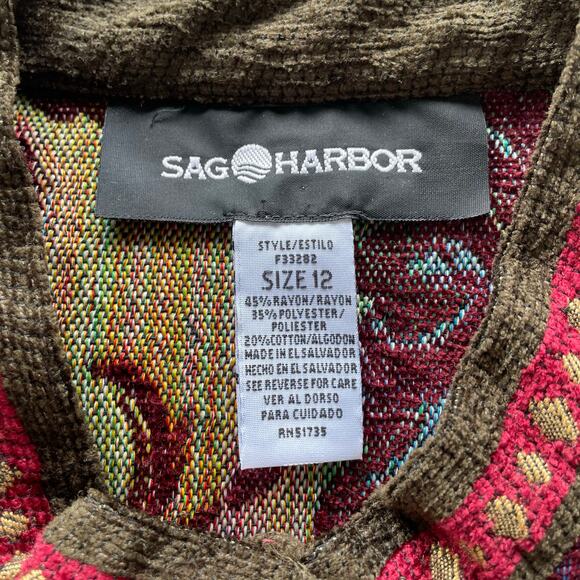 SAG HARBOR
STYLE/ESTILO
F33282
SIZE 12
45% RAYON/RAYON
35% POLYESTER/
POLIESTER
20% COTTON/ALGODON
MADE IN EL SALVADOR
HECHO EN EL SALVADOR
SEE REVERSE FOR CARE
VER AL DORSO
PARA CUIDADO
RN51735